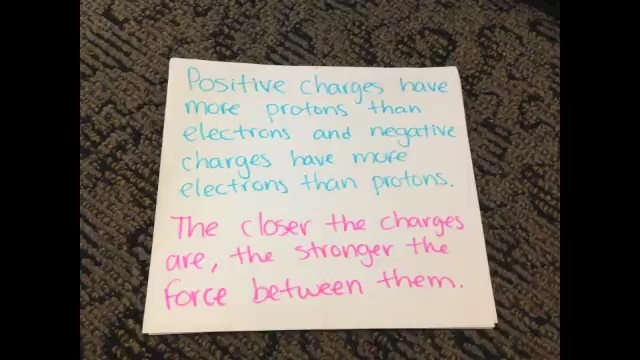 Positive charges have
more protons than
electrons and negative
charges have more
electrons than protons.
The closer the charges
are, the stronger the
force between them.